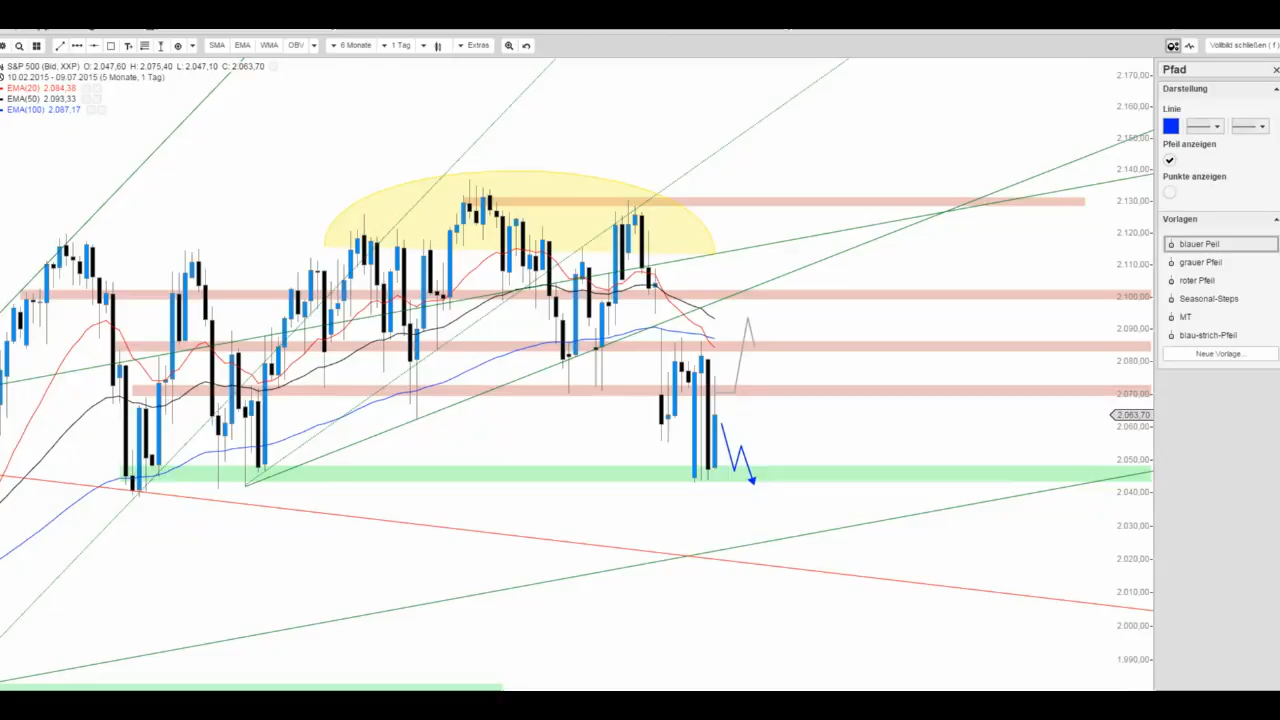 SMA EMA WMA OBV 6 Monate 1 Tag Extras Vollbild schließen ( f )
S&P 500 (Bid, XXP) O: 2.047,60 H: 2.075,40 L: 2.047,10 C: 2.063,70
10.02.2015 - 09.07.2015 (5 Monate, 1 Tag)
EMA(20) 2.084,38
EMA(50) 2.093,33
EMA(100) 2.087,17
2.170,00
2.160,00
2.150,00
2.140,00
2.130,00
2.120,00
2.110,00
2.100,00
2.090,00
2.080,00
2.070,00
2.063,70
2.060,00
2.050,00
2.040,00
2.030,00
2.020,00
2.010,00
2.000,00
1.990,00
Pfad
Darstellung
Linie
Pfeil anzeigen
Punkte anzeigen
Vorlagen
blauer Peil
grauer Pfeil
roter Pfeil
Seasonal-Steps
MT
blau-strich-Pfeil
Neue Vorlage...